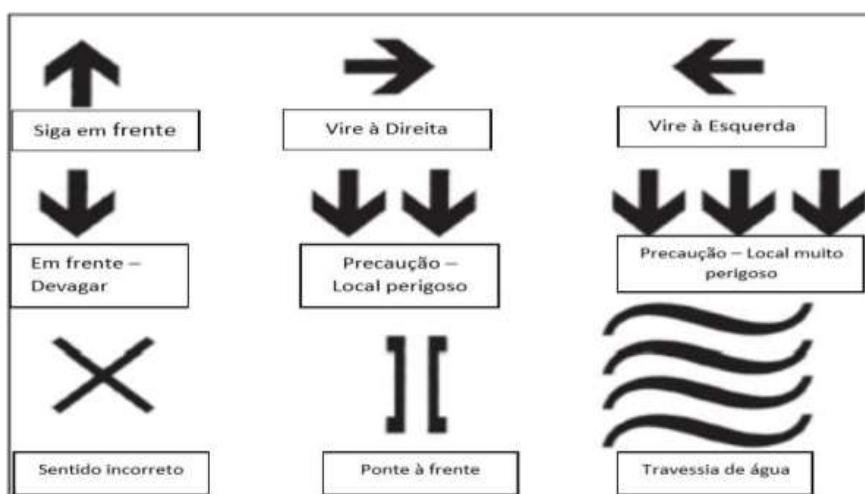 Siga em frente
Vire à Direita
Vire à Esquerda
Em frente –
Devagar
Precaução –
Local perigoso
Precaução – Local muito
perigoso
Sentido incorreto
Ponte à frente
Travessia de água